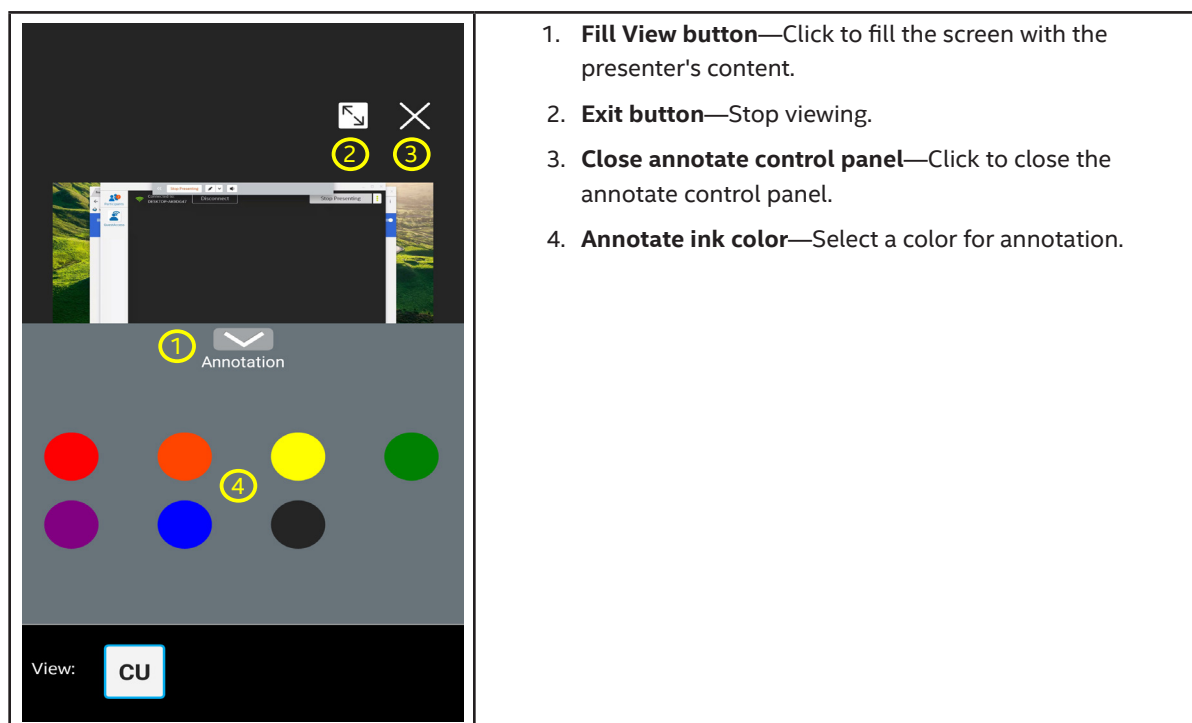 2
3
Stop Presenting
Disconnect
Stop Presenting
1
Annotation
4
View:
CU
1. Fill View button—Click to fill the screen with the
presenter's content.
2. Exit button—Stop viewing.
3. Close annotate control panel—Click to close the
annotate control panel.
4. Annotate ink color—Select a color for annotation.